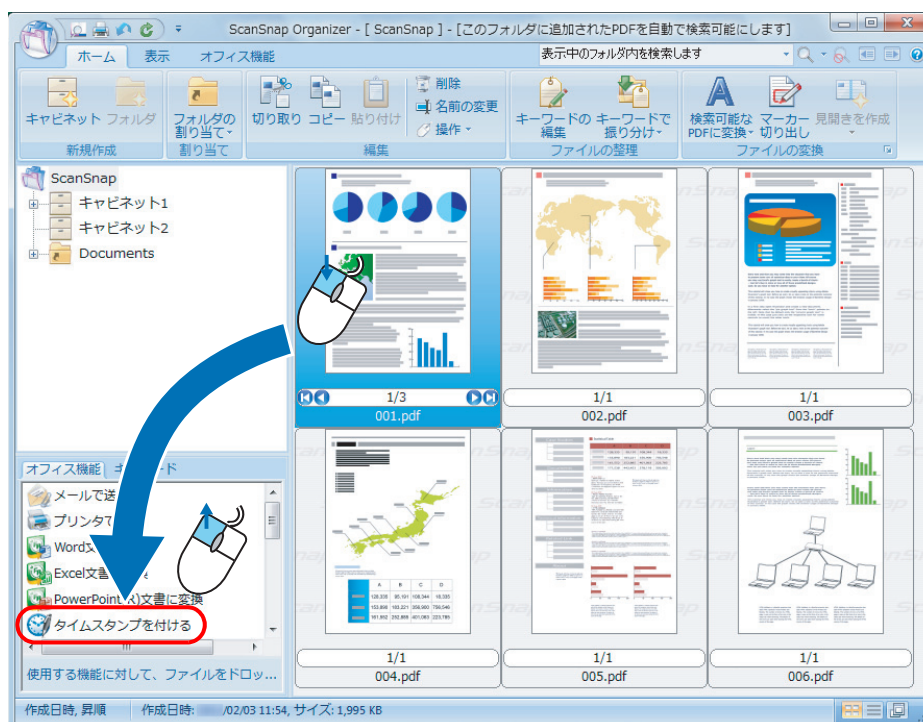 ScanSnap Organizer - [ ScanSnap ] - [このフォルダに追加されたPDFを自動で検索可能にします]
ホーム 表示 オフィス機能 表示中のフォルダ内を検索します
キャビネット フォルダ
新規作成
フォルダの
割り当て
割り当て
切り取り コピー 貼り付け
削除
名前の変更
操作
編集
キーワードの
編集
キーワードで
振り分け
ファイルの整理
検索可能な
PDFに変換
マーカー
切り出し
見開きを作成
ファイルの変換
ScanSnap
キャビネット1
キャビネット2
Documents
1/3
001.pdf
1/1
002.pdf
1/1
003.pdf
1/1
004.pdf
1/1
005.pdf
1/1
006.pdf
オフィス機能
メールで送
プリンタで
Word文
Excel文書
PowerPoint(R)文書に変換
タイムスタンプを付ける
使用する機能に対して、ファイルをドロッ...
作成日時, 昇順 作成日時: /02/03 11:54, サイズ: 1,995 KB